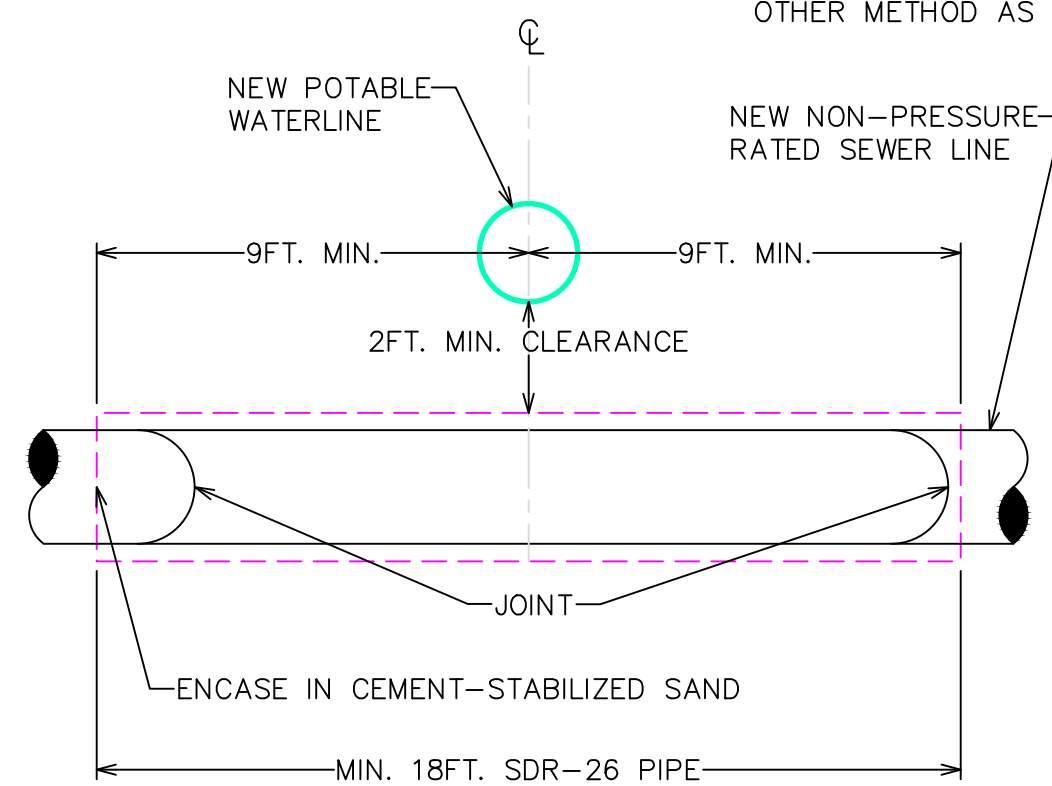 OTHER METHOD AS
℄
NEW POTABLE
WATERLINE
NEW NON-PRESSURE-
RATED SEWER LINE
9FT. MIN.
9FT. MIN.
2FT. MIN. CLEARANCE
JOINT
ENCASE IN CEMENT-STABILIZED SAND
MIN. 18FT. SDR-26 PIPE